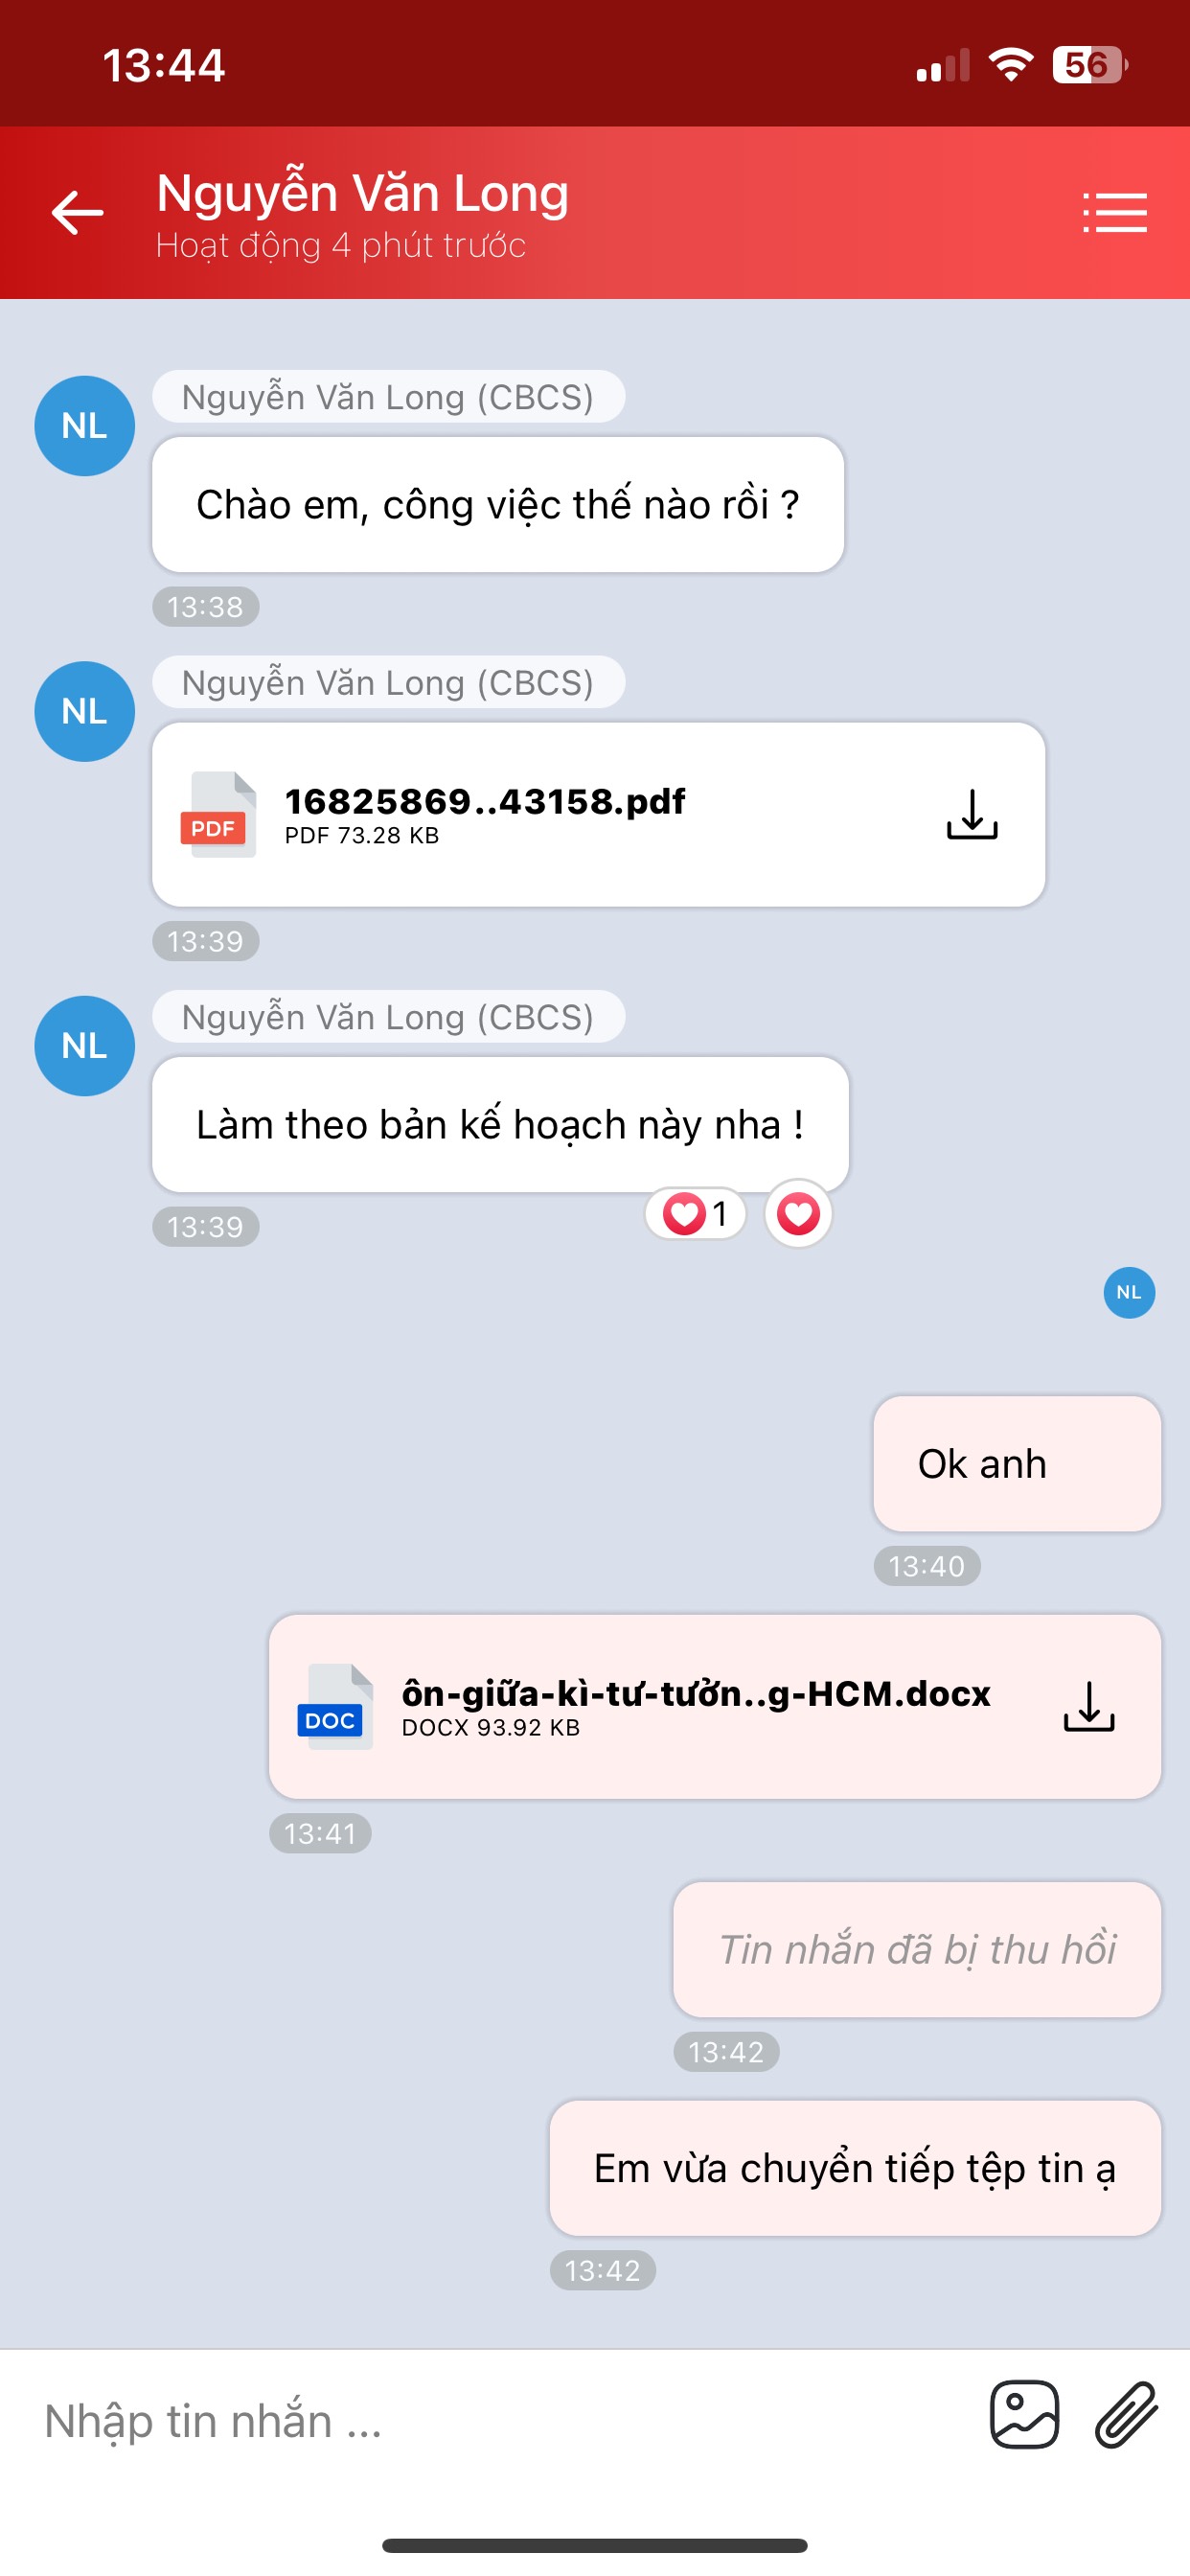 13:44
56
Nguyễn Văn Long
Hoạt động 4 phút trước
NL
Nguyễn Văn Long (CBCS)
Chào em, công việc thế nào rồi ?
13:38
NL
Nguyễn Văn Long (CBCS)
PDF
16825869..43158.pdf
PDF 73.28 KB
13:39
NL
Nguyễn Văn Long (CBCS)
Làm theo bản kế hoạch này nha !
13:39
1
NL
Ok anh
13:40
DOC
ôn-giữa-kì-tư-tưởn..g-HCM.docx
DOCX 93.92 KB
13:41
Tin nhắn đã bị thu hồi
13:42
Em vừa chuyển tiếp tệp tin ạ
13:42
Nhập tin nhắn ...